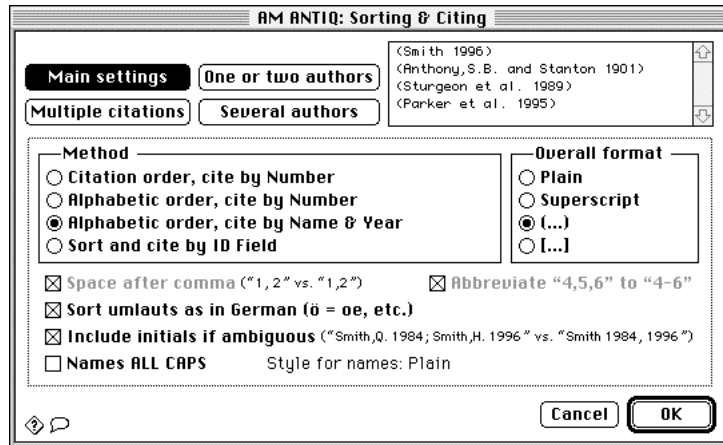 AM ANTIQ: Sorting & Citing
Main settings
One or two authors
Multiple citations
Several authors
(Smith 1996)
(Anthony,S.B. and Stanton 1901)
(Sturgeon et al. 1989)
(Parker et al. 1995)
Method
Citation order, cite by Number
Alphabetic order, cite by Number
Alphabetic order, cite by Name & Year
Sort and cite by ID Field
Overall format
Plain
Superscript
(...)
[...]
Space after comma ("1, 2" vs. "1,2")
Abbreviate "4,5,6" to "4-6"
Sort umlauts as in German (ö = oe, etc.)
Include initials if ambiguous ("Smith,Q. 1984; Smith,H. 1996" vs. "Smith 1984, 1996")
Names ALL CAPS
Style for names: Plain
?
Cancel
OK